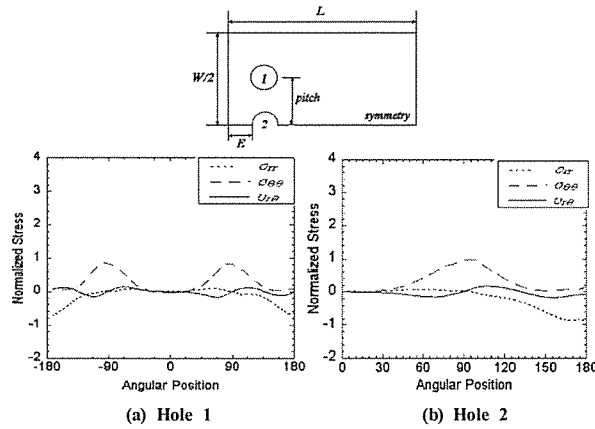 L
W/2
1
pitch
2
symmetry
E
4
3
2
1
0
-1
-2
Normalized Stress
σrr
σθθ
σrθ
-180
-90
0
90
180
Angular Position
(a) Hole 1
4
3
2
1
0
-1
-2
Normalized Stress
σrr
σθθ
σrθ
0
30
60
90
120
150
180
Angular Position
(b) Hole 2